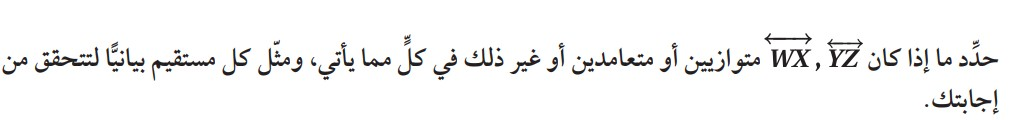 حدِّد ما إذا كان WX , YZ متوازيين أو متعامدين أو غير ذلك في كلٍّ مما يأتي، ومثّل كل مستقيم بيانيًّا لتتحقق من
إجابتك.